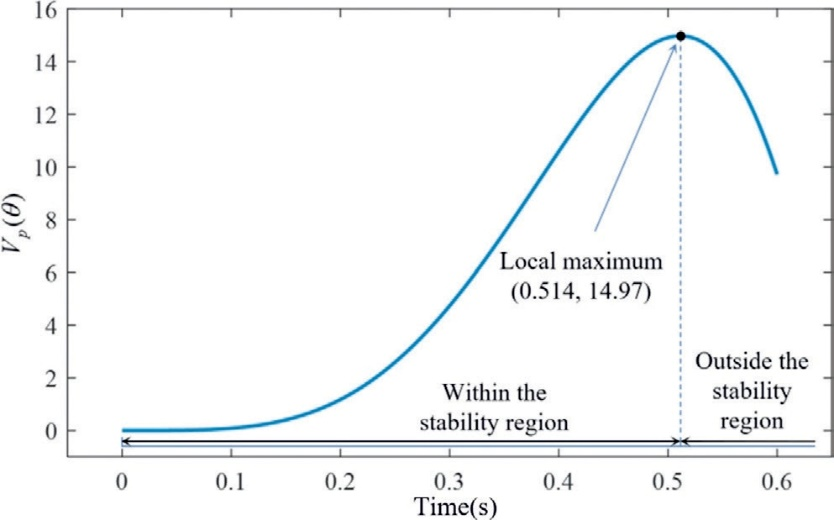 16
14
12
10
8
6
4
2
0
V_p(θ)
Local maximum
(0.514, 14.97)
Within the
stability region
Outside the
stability
region
0 0.1 0.2 0.3 0.4 0.5 0.6
Time(s)